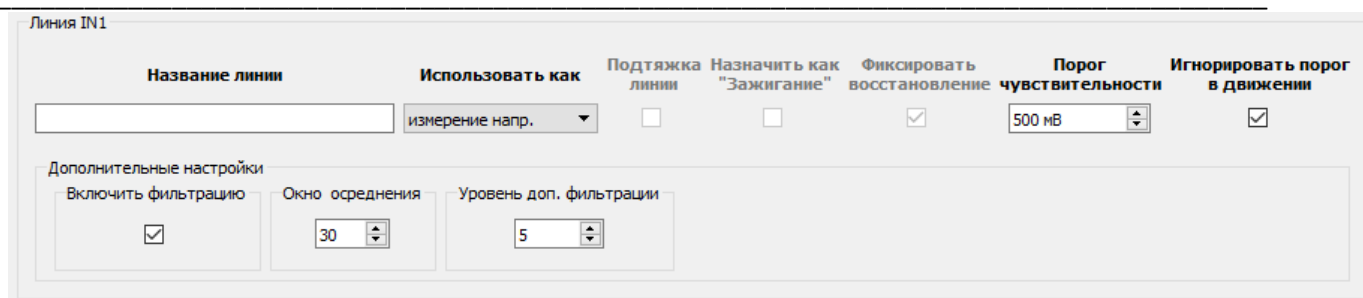 Линия IN1
Название линии
Использовать как
Подтяжка линии
Назначить как "Зажигание"
Фиксировать восстановление
Порог чувствительности
Игнорировать порог в движении
измерение напр.
500 мВ
Дополнительные настройки
Включить фильтрацию
Окно осреднения
Уровень доп. фильтрации
30
5